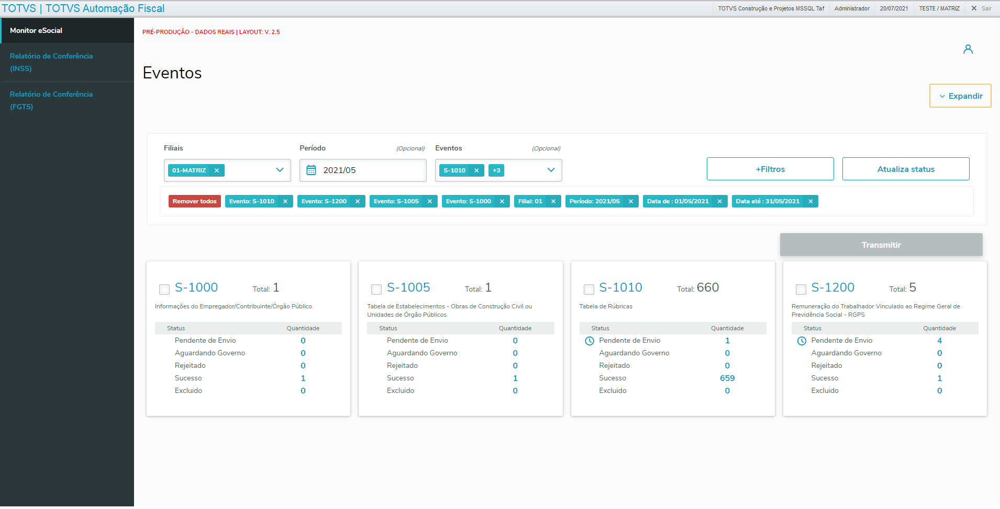 TOTVS | TOTVS Automação Fiscal
TOTVS Construção e Projetos MSSQL Taf
Administrador
20/07/2021
TESTE / MATRIZ
Sair
Monitor eSocial
Relatório de Conferência
(INSS)
Relatório de Conferência
(FGTS)
PRÉ-PRODUÇÃO - DADOS REAIS | LAYOUT: V. 2.5
Eventos
Expandir
Filiais
Período
(Opcional)
Eventos
(Opcional)
01-MATRIZ
2021/05
S-1010
+3
+Filtros
Atualiza status
Remover todos
Evento: S-1010
Evento: S-1200
Evento: S-1005
Evento: S-1000
Filial: 01
Período: 2021/05
Data de : 01/05/2021
Data até : 31/05/2021
Transmitir
S-1000 Total: 1
Informações do Empregador/Contribuinte/Órgão Público
Status Quantidade
Pendente de Envio 0
Aguardando Governo 0
Rejeitado 0
Sucesso 1
Excluido 0
S-1005 Total: 1
Tabela de Estabelecimentos - Obras de Construção Civil ou
Unidades de Órgão Públicos
Status Quantidade
Pendente de Envio 0
Aguardando Governo 0
Rejeitado 0
Sucesso 1
Excluido 0
S-1010 Total: 660
Tabela de Rúbricas
Status Quantidade
Pendente de Envio 1
Aguardando Governo 0
Rejeitado 0
Sucesso 659
Excluido 0
S-1200 Total: 5
Remuneração do Trabalhador Vinculado ao Regime Geral de
Previdência Social - RGPS
Status Quantidade
Pendente de Envio 4
Aguardando Governo 0
Rejeitado 0
Sucesso 1
Excluido 0